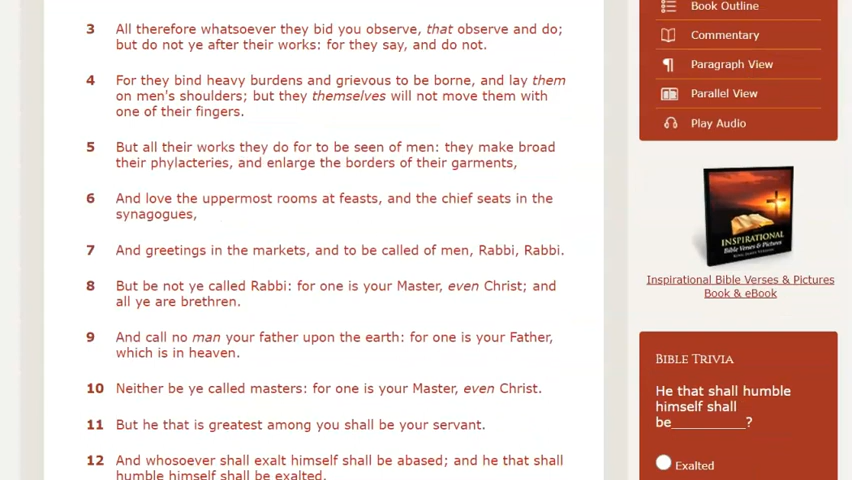 3 All therefore whatsoever they bid you observe, that observe and do;
but do not ye after their works: for they say, and do not.
4 For they bind heavy burdens and grievous to be borne, and lay them
on men's shoulders; but they themselves will not move them with
one of their fingers.
5 But all their works they do for to be seen of men: they make broad
their phylacteries, and enlarge the borders of their garments,
6 And love the uppermost rooms at feasts, and the chief seats in the
synagogues,
7 And greetings in the markets, and to be called of men, Rabbi, Rabbi.
8 But be not ye called Rabbi: for one is your Master, even Christ; and
all ye are brethren.
9 And call no man your father upon the earth: for one is your Father,
which is in heaven.
10 Neither be ye called masters: for one is your Master, even Christ.
11 But he that is greatest among you shall be your servant.
12 And whosoever shall exalt himself shall be abased; and he that shall
humble himself shall be exalted.
Book Outline
Commentary
Paragraph View
Parallel View
Play Audio
INSPIRATIONAL
Bible Verses & Pictures
Inspirational Bible Verses & Pictures
Book & eBook
BIBLE TRIVIA
He that shall humble
himself shall
be__________?
Exalted